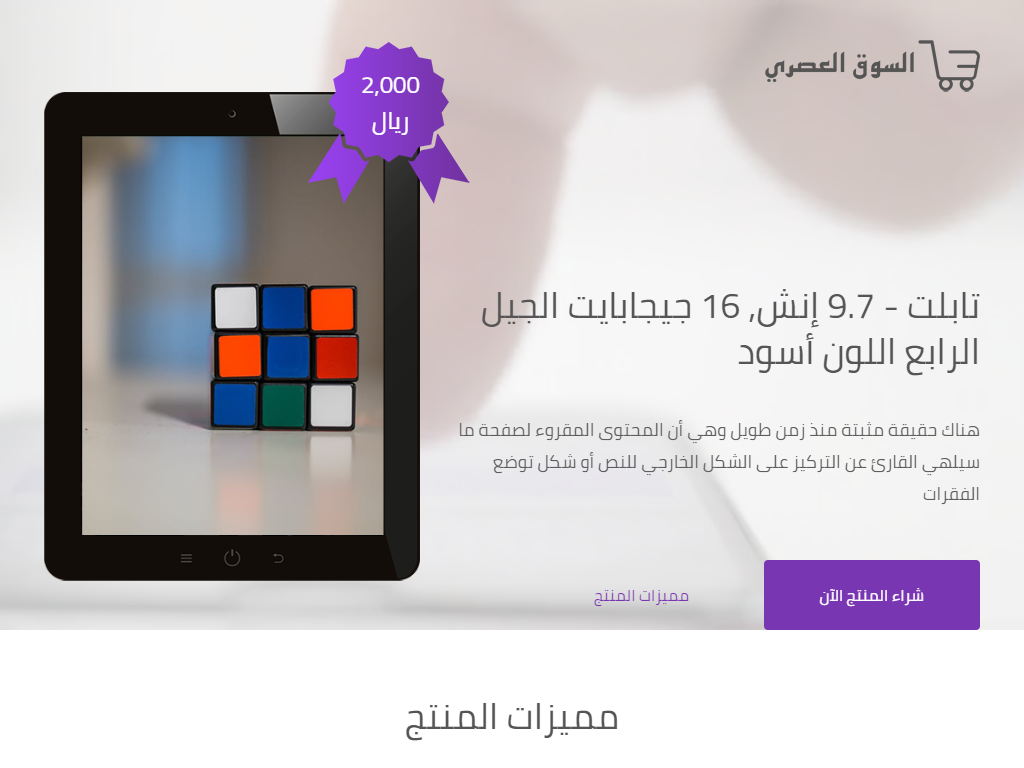 السوق العصري
2,000
ريال
تابلت - 9.7 إنش, 16 جيجابايت الجيل
الرابع اللون أسود
هناك حقيقة مثبتة منذ زمن طويل وهي أن المحتوى المقروء لصفحة ما
سيلهي القارئ عن التركيز على الشكل الخارجي للنص أو شكل توضع
الفقرات
شراء المنتج الآن
مميزات المنتج
مميزات المنتج